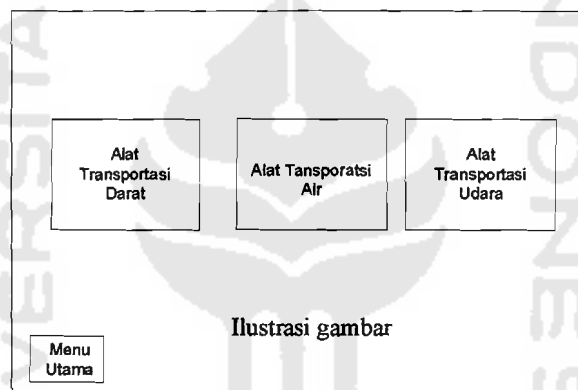 Alat
Transportasi
Darat
Alat Tansporatsi
Air
Alat
Transportasi
Udara
Ilustrasi gambar
Menu
Utama